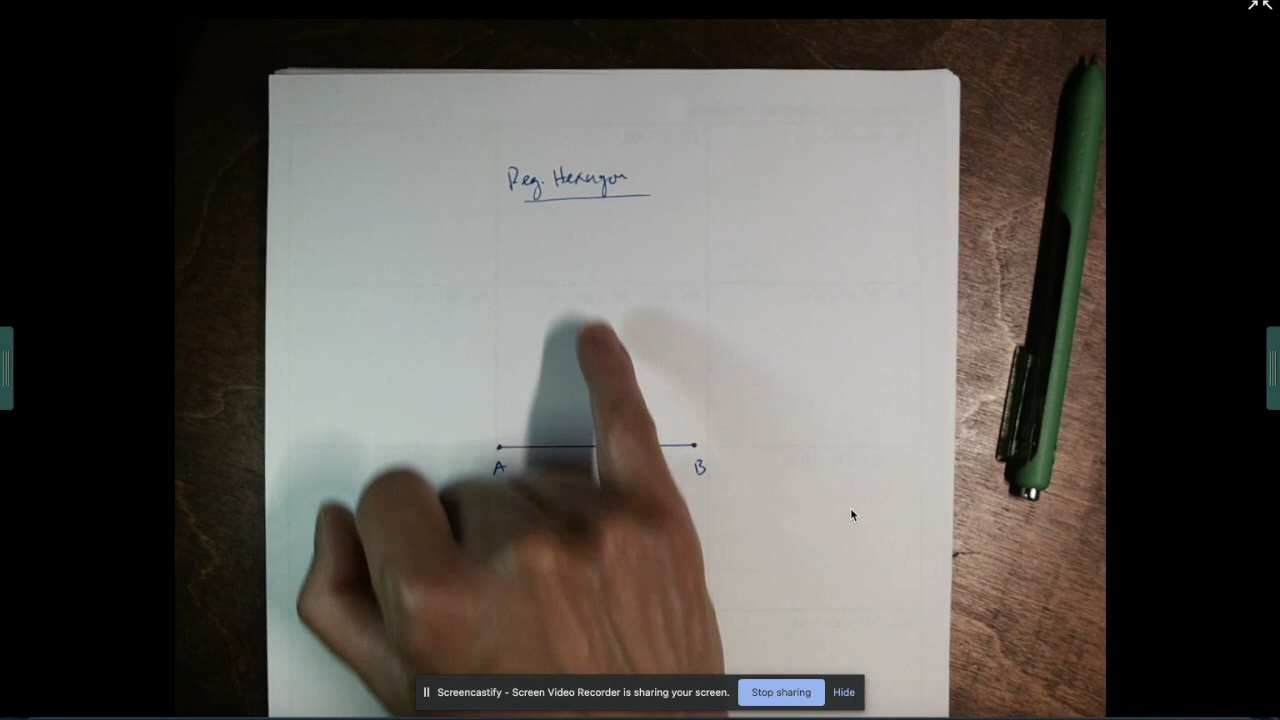 Reg. Hexagon
A B
Screencastify - Screen Video Recorder is sharing your screen. Stop sharing Hide